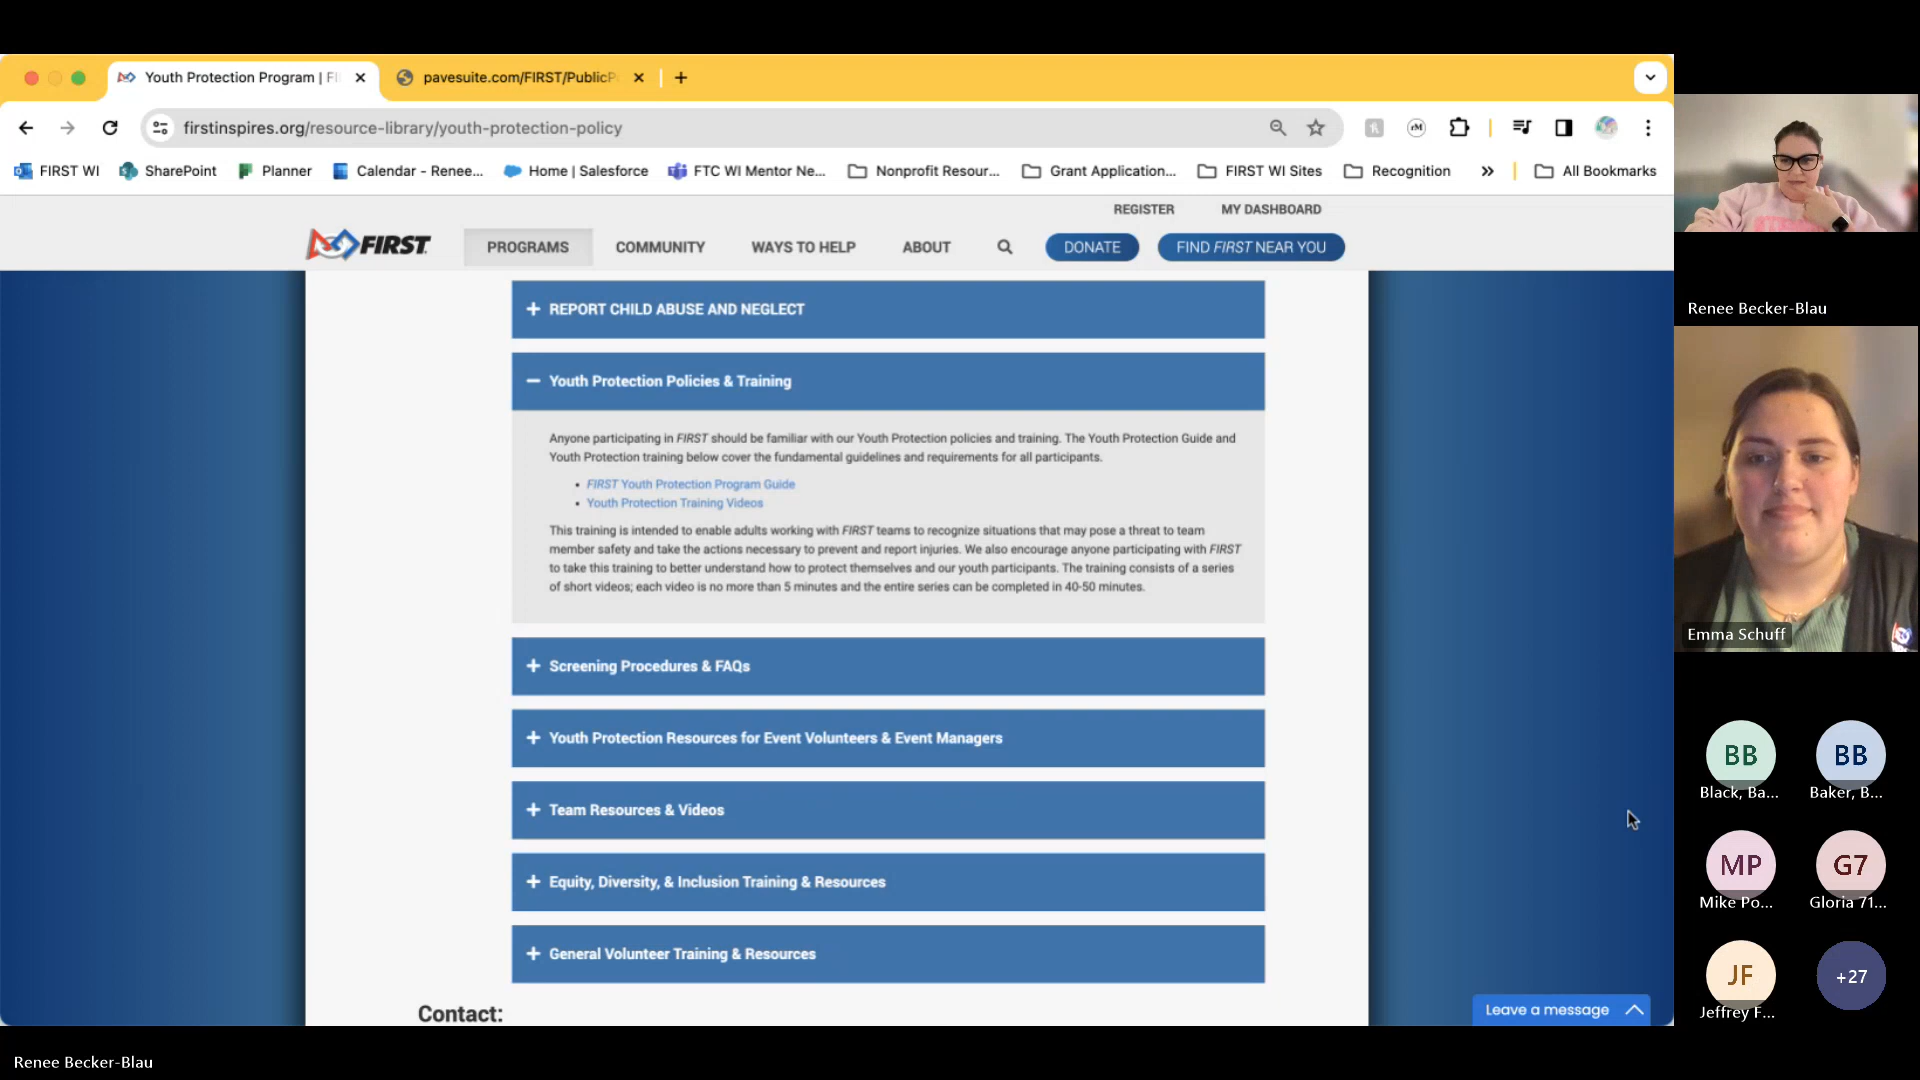 Youth Protection Program | FI
pavesuite.com/FIRST/PublicP
firstinspires.org/resource-library/youth-protection-policy
FIRST WI
SharePoint
Planner
Calendar - Renee...
Home | Salesforce
FTC WI Mentor Ne...
Nonprofit Resour...
Grant Application...
FIRST WI Sites
Recognition
»
All Bookmarks
REGISTER
MY DASHBOARD
FIRST
PROGRAMS
COMMUNITY
WAYS TO HELP
ABOUT
DONATE
FIND FIRST NEAR YOU
+ REPORT CHILD ABUSE AND NEGLECT
− Youth Protection Policies & Training
Anyone participating in FIRST should be familiar with our Youth Protection policies and training. The Youth Protection Guide and
Youth Protection training below cover the fundamental guidelines and requirements for all participants.
• FIRST Youth Protection Program Guide
• Youth Protection Training Videos
This training is intended to enable adults working with FIRST teams to recognize situations that may pose a threat to team
member safety and take the actions necessary to prevent and report injuries. We also encourage anyone participating with FIRST
to take this training to better understand how to protect themselves and our youth participants. The training consists of a series
of short videos; each video is no more than 5 minutes and the entire series can be completed in 40-50 minutes.
+ Screening Procedures & FAQs
+ Youth Protection Resources for Event Volunteers & Event Managers
+ Team Resources & Videos
+ Equity, Diversity, & Inclusion Training & Resources
+ General Volunteer Training & Resources
Contact:
Leave a message
Renee Becker-Blau
Emma Schuff
BB
Black, Ba...
BB
Baker, B...
MP
Mike Po...
G7
Gloria 71...
JF
Jeffrey F...
+27
Renee Becker-Blau